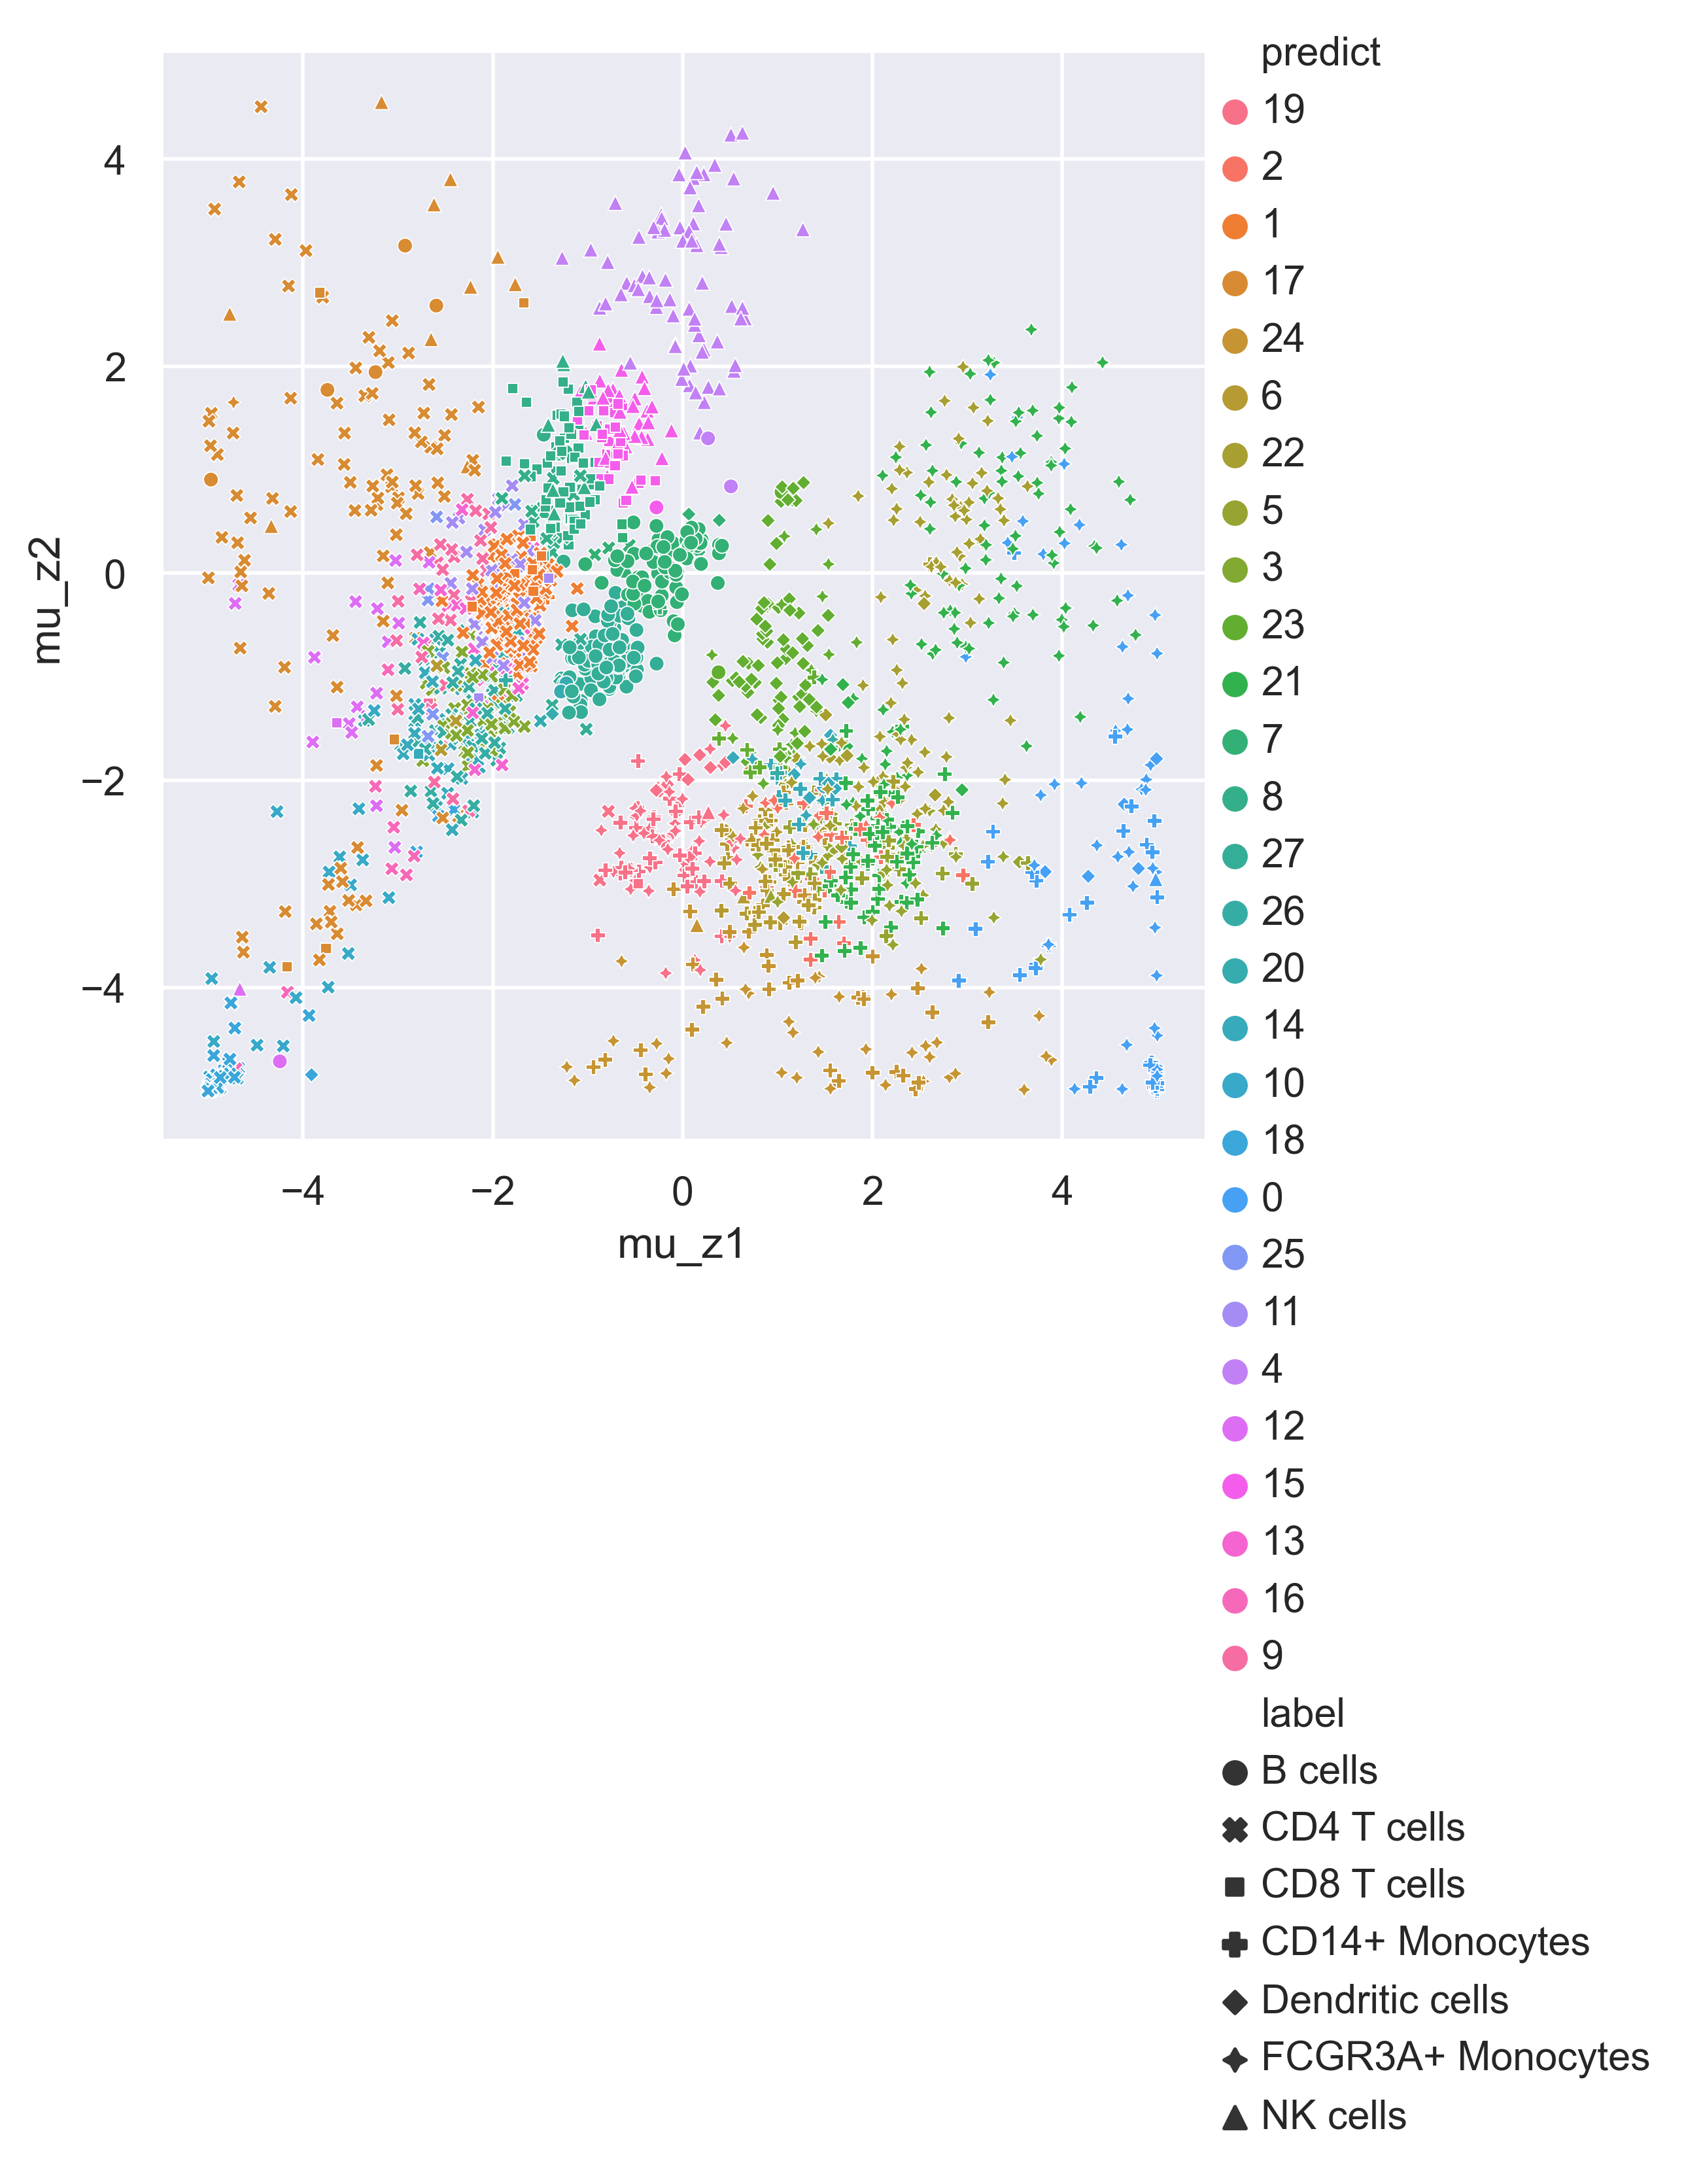 predict
19
2
1
17
24
6
22
5
3
23
21
7
8
27
26
20
14
10
18
0
25
11
4
12
15
13
16
9
label
B cells
CD4 T cells
CD8 T cells
CD14+ Monocytes
Dendritic cells
FCGR3A+ Monocytes
NK cells
4
2
0
−2
−4
mu_z2
−4 −2 0 2 4
mu_z1